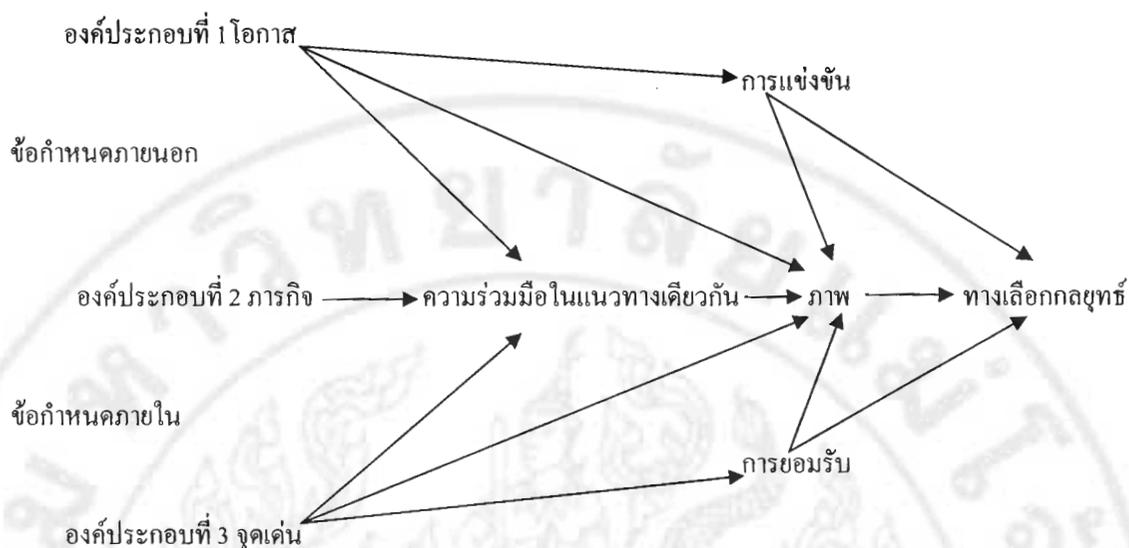 องค์ประกอบที่ 1 โอกาส
การแข่งขัน
ข้อกำหนดภายนอก
องค์ประกอบที่ 2 ภารกิจ ความร่วมมือในแนวทางเดียวกัน ภาพ ทางเลือกกลยุทธ์
ข้อกำหนดภายใน
การยอมรับ
องค์ประกอบที่ 3 จุดเด่น